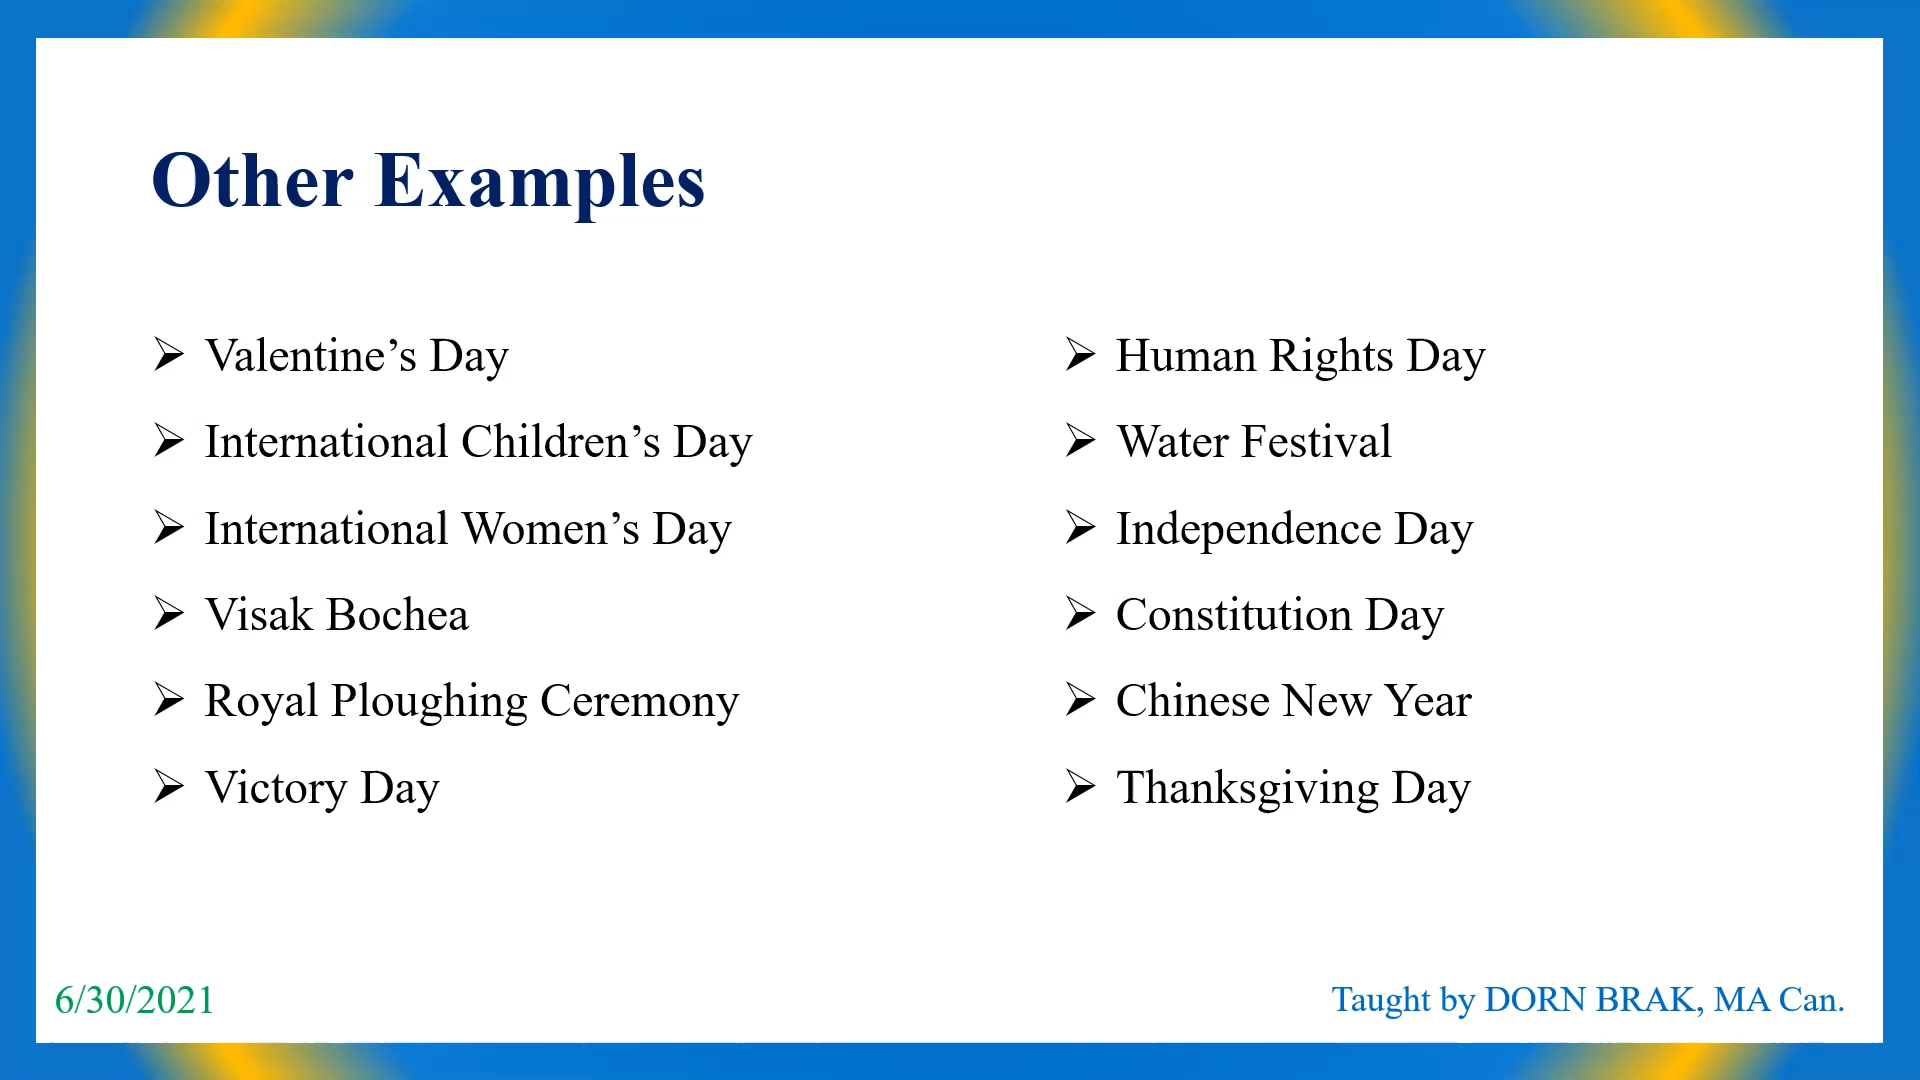 Other Examples
➢ Valentine’s Day
➢ International Children’s Day
➢ International Women’s Day
➢ Visak Bochea
➢ Royal Ploughing Ceremony
➢ Victory Day
➢ Human Rights Day
➢ Water Festival
➢ Independence Day
➢ Constitution Day
➢ Chinese New Year
➢ Thanksgiving Day
6/30/2021
Taught by DORN BRAK, MA Can.